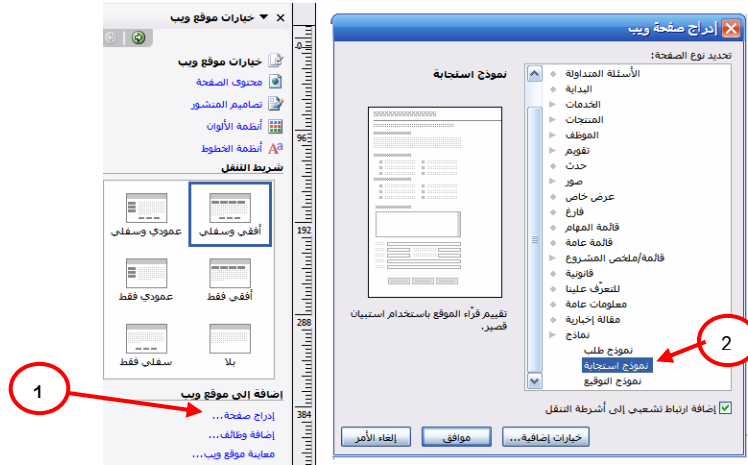 إدراج صفحة ويب
تحديد نوع الصفحة:
الأسئلة المتداولة
البداية
الخدمات
المنتجات
الموظف
تقويم
حدث
صور
عرض خاص
فارغ
قائمة المهام
قائمة عامة
قائمة/ملخص المشروع
قانونية
للتعرّف علينا
معلومات عامة
مقالة إخبارية
نماذج
نموذج طلب
نموذج استجابة
نموذج التوقيع
2
نموذج استجابة
تقييم قرّاء الموقع باستخدام استبيان
قصير.
إضافة ارتباط تشعبي إلى أشرطة التنقل
خيارات إضافية...
موافق
إلغاء الأمر
خيارات موقع ويب
خيارات موقع ويب
محتوى الصفحة
تصاميم المنشور
أنظمة الألوان
أنظمة الخطوط
شريط التنقل
أفقي وسفلي
عمودي وسفلي
أفقي فقط
عمودي فقط
بلا
سفلي فقط
إضافة إلى موقع ويب
إدراج صفحة...
إضافة وظائف...
معاينة موقع ويب...
1
0
96
192
288
384